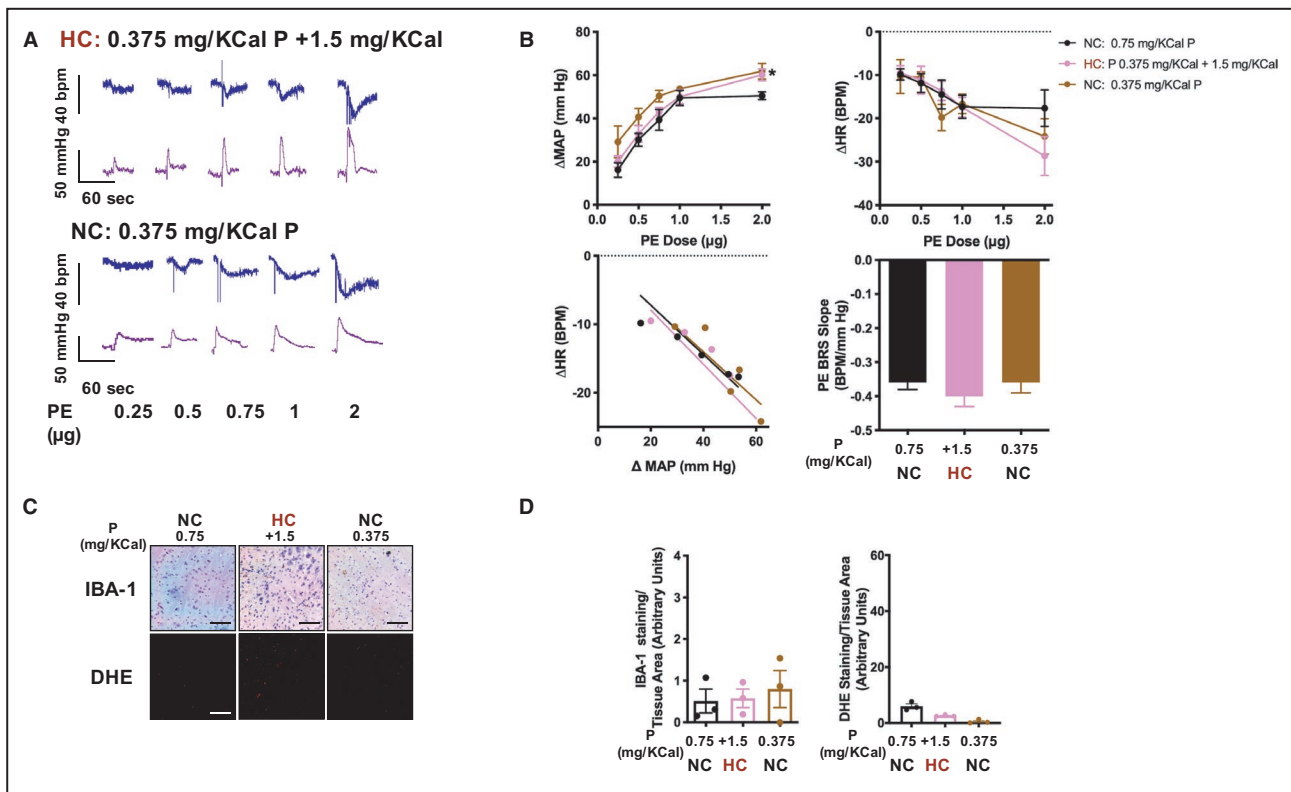 A
HC: 0.375 mg/KCal P +1.5 mg/KCal
40 bpm
50 mmHg
60 sec
NC: 0.375 mg/KCal P
40 bpm
50 mmHg
60 sec
PE 0.25 0.5 0.75 1 2
(µg)
B
ΔMAP (mm Hg)
80
60
40
20
0
0.0 0.5 1.0 1.5 2.0
PE Dose (µg)
*
ΔHR (BPM)
0
-10
-20
-30
-40
0.0 0.5 1.0 1.5 2.0
PE Dose (µg)
NC: 0.75 mg/KCal P
HC: P 0.375 mg/KCal + 1.5 mg/KCal
NC: 0.375 mg/KCal P
ΔHR (BPM)
0
-10
-20
0 20 40 60
Δ MAP (mm Hg)
PE BRS Slope
(BPM/mm Hg)
0.0
-0.1
-0.2
-0.3
-0.4
-0.5
P
(mg/KCal)
0.75 +1.5 0.375
NC HC NC
C
P
(mg/KCal)
NC HC NC
0.75 +1.5 0.375
IBA-1
DHE
D
IBA-1 staining/
Tissue Area (Arbitrary Units)
4
3
2
1
0
P
(mg/KCal)
0.75 +1.5 0.375
NC HC NC
DHE Staining/Tissue Area
(Arbitrary Units)
60
40
20
0
P
(mg/KCal)
0.75 +1.5 0.375
NC HC NC